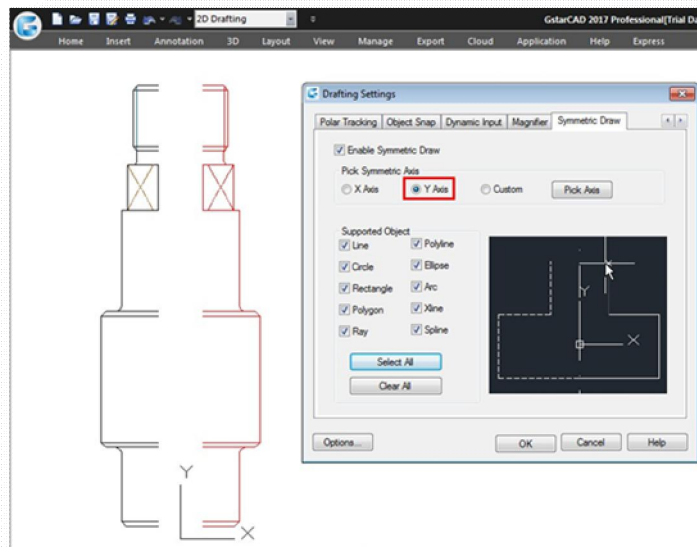 2D Drafting
GstarCAD 2017 Professional[Trial Da
Home Insert Annotation 3D Layout View Manage Export Cloud Application Help Express
Drafting Settings
Polar Tracking Object Snap Dynamic Input Magnifier Symmetric Draw
Enable Symmetric Draw
Pick Symmetric Axis
X Axis Y Axis Custom Pick Axis
Supported Object
Line Polyline
Circle Ellipse
Rectangle Arc
Polygon Xline
Ray Spline
Select All
Clear All
Y
X
Options... OK Cancel Help
Y
X